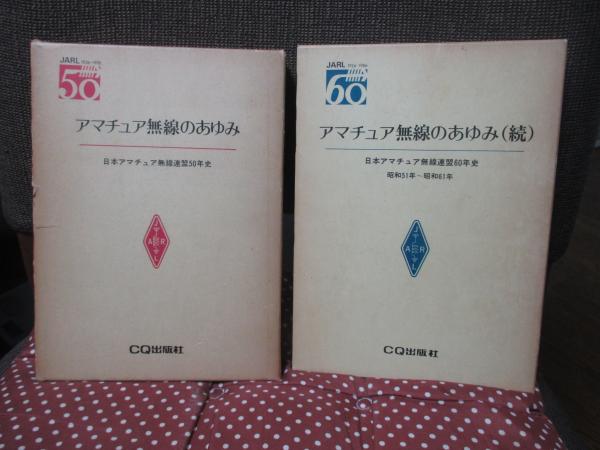 JARL 1926-1976
50
アマチュア無線のあゆみ
日本アマチュア無線連盟50年史
J
A R
L
CQ出版社
JARL 1926-1986
60
アマチュア無線のあゆみ(続)
日本アマチュア無線連盟60年史
昭和51年~昭和61年
J
A R
L
CQ出版社